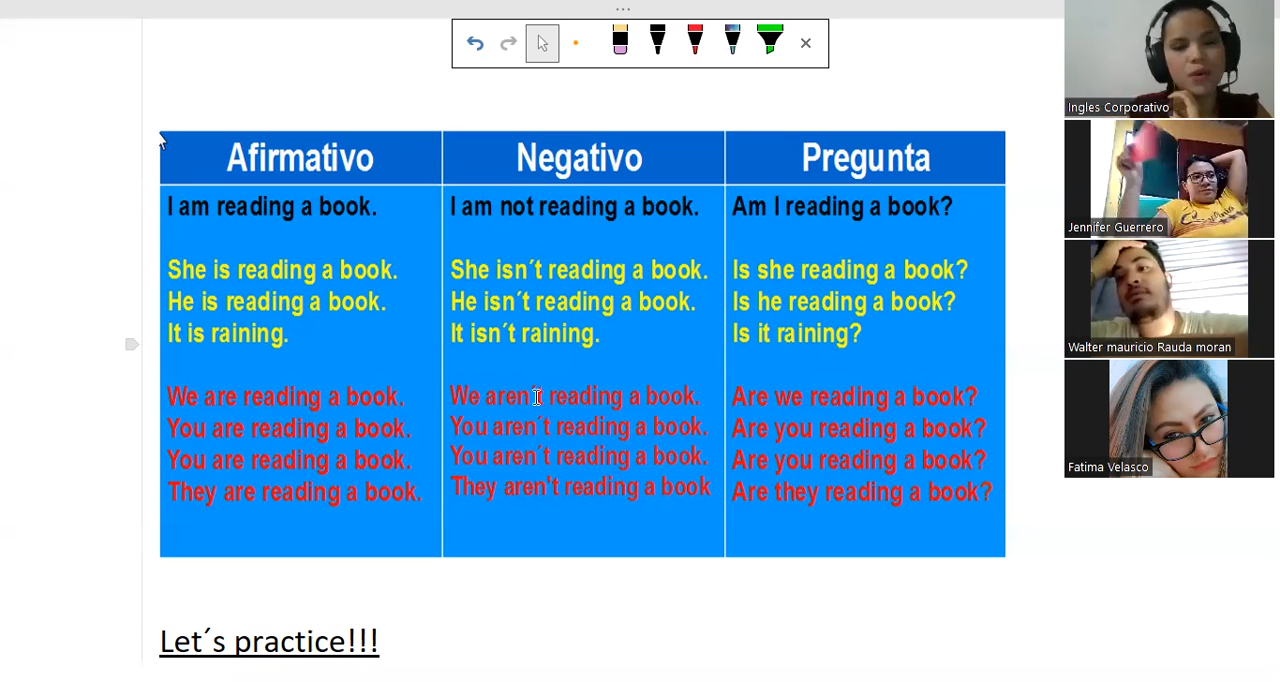 Afirmativo Negativo Pregunta
I am reading a book. I am not reading a book. Am I reading a book?
She is reading a book. She isn´t reading a book. Is she reading a book?
He is reading a book. He isn´t reading a book. Is he reading a book?
It is raining. It isn´t raining. Is it raining?
We are reading a book. We aren´t reading a book. Are we reading a book?
You are reading a book. You aren´t reading a book. Are you reading a book?
You are reading a book. You aren´t reading a book. Are you reading a book?
They are reading a book. They aren't reading a book Are they reading a book?
Let´s practice!!!
Ingles Corporativo
Jennifer Guerrero
Walter mauricio Rauda moran
Fatima Velasco